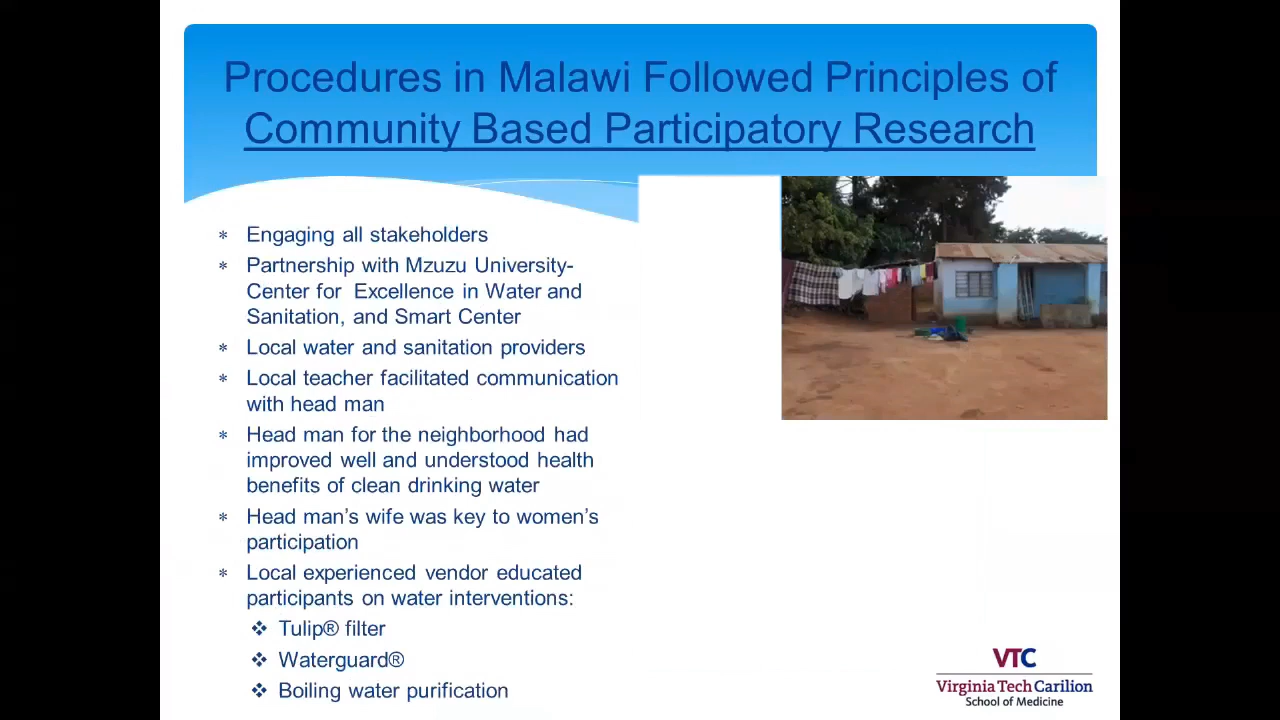 Procedures in Malawi Followed Principles of
Community Based Participatory Research
* Engaging all stakeholders
* Partnership with Mzuzu University-
Center for Excellence in Water and
Sanitation, and Smart Center
* Local water and sanitation providers
* Local teacher facilitated communication
with head man
* Head man for the neighborhood had
improved well and understood health
benefits of clean drinking water
* Head man’s wife was key to women’s
participation
* Local experienced vendor educated
participants on water interventions:
❖ Tulip® filter
❖ Waterguard®
❖ Boiling water purification
VTC
Virginia Tech Carilion
School of Medicine